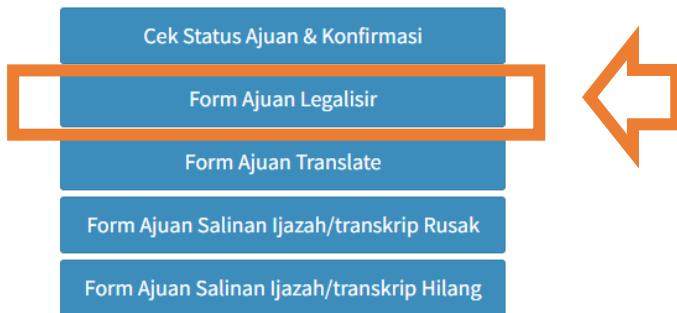 Cek Status Ajuan & Konfirmasi
Form Ajuan Legalisir
Form Ajuan Translate
Form Ajuan Salinan Ijazah/transkrip Rusak
Form Ajuan Salinan Ijazah/transkrip Hilang